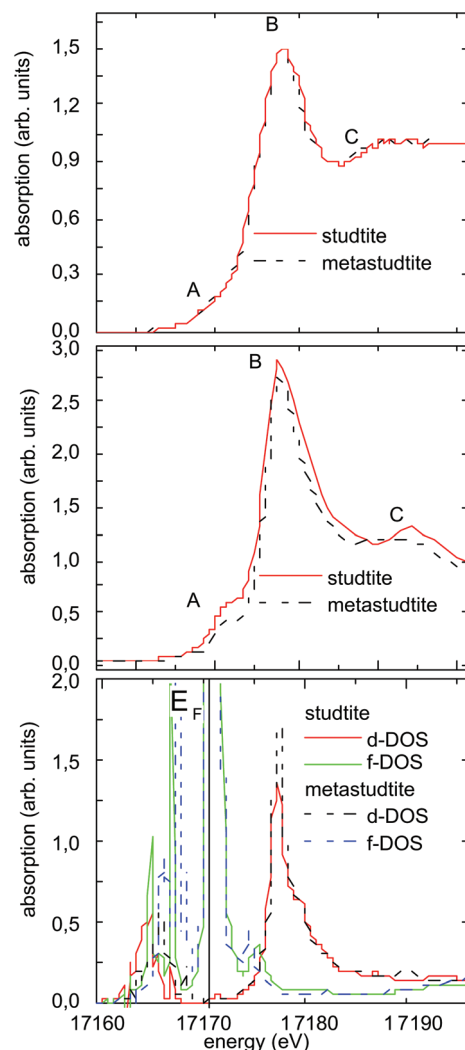 B
1,5
1,2
C
0,9
0,6
studtite
metastudtite
A
0,3
0,0
absorption (arb. units)
3,0
B
2,5
2,0
1,5
C
1,0
studtite
metastudtite
A
0,5
0,0
absorption (arb. units)
2,0
E F
studtite
d-DOS
f-DOS
metastudtite
d-DOS
f-DOS
1,5
1,0
0,5
0,0
absorption (arb. units)
17160 17170 17180 17190
energy (eV)